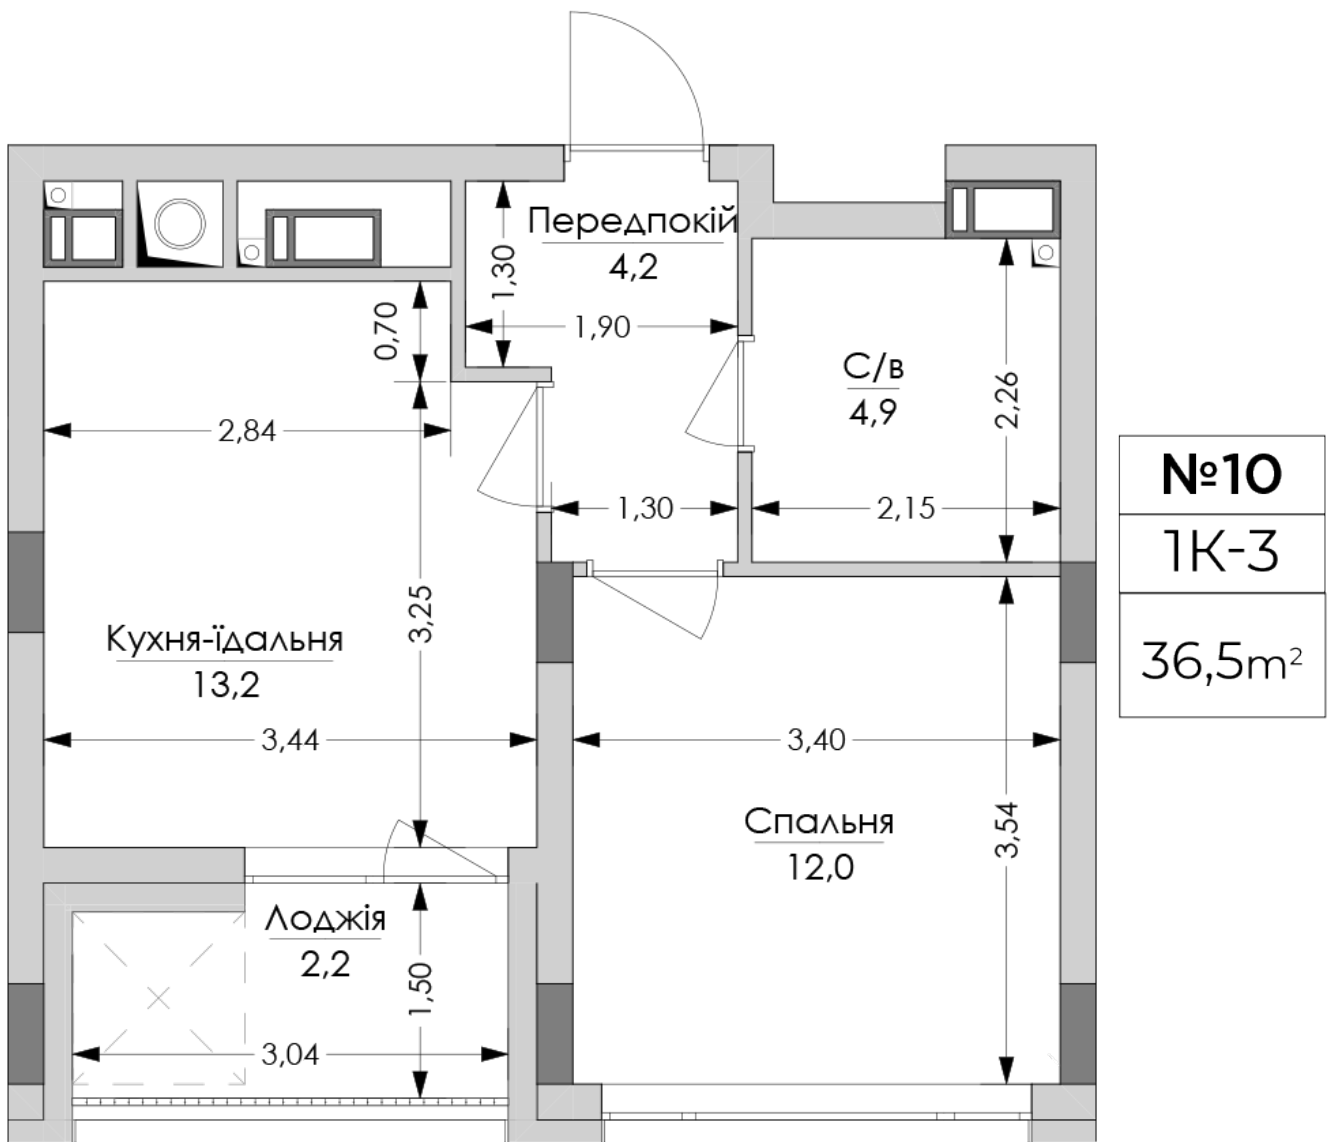 Передпокій
4,2
1,30
1,90
0,70
С/в
4,9
2,26
2,84
№10
1,30
2,15
1К-3
3,25
Кухня-їдальня
13,2
36,5m²
3,44
3,40
Спальня
12,0
3,54
Лоджія
2,2
1,50
3,04